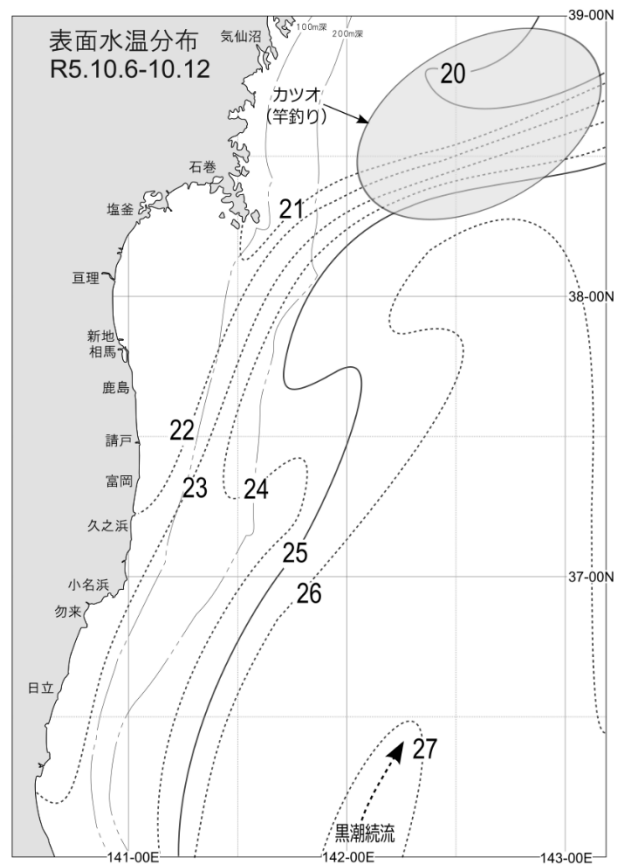 表面水温分布
R5.10.6-10.12
気仙沼
100m深
200m深
39-00N
20
カツオ
(竿釣り)
石巻
塩釜
21
亘理
38-00N
新地
相馬
鹿島
22
請戸
富岡
23
24
久之浜
25
小名浜
26
37-00N
勿来
日立
27
黒潮続流
141-00E
142-00E
143-00E